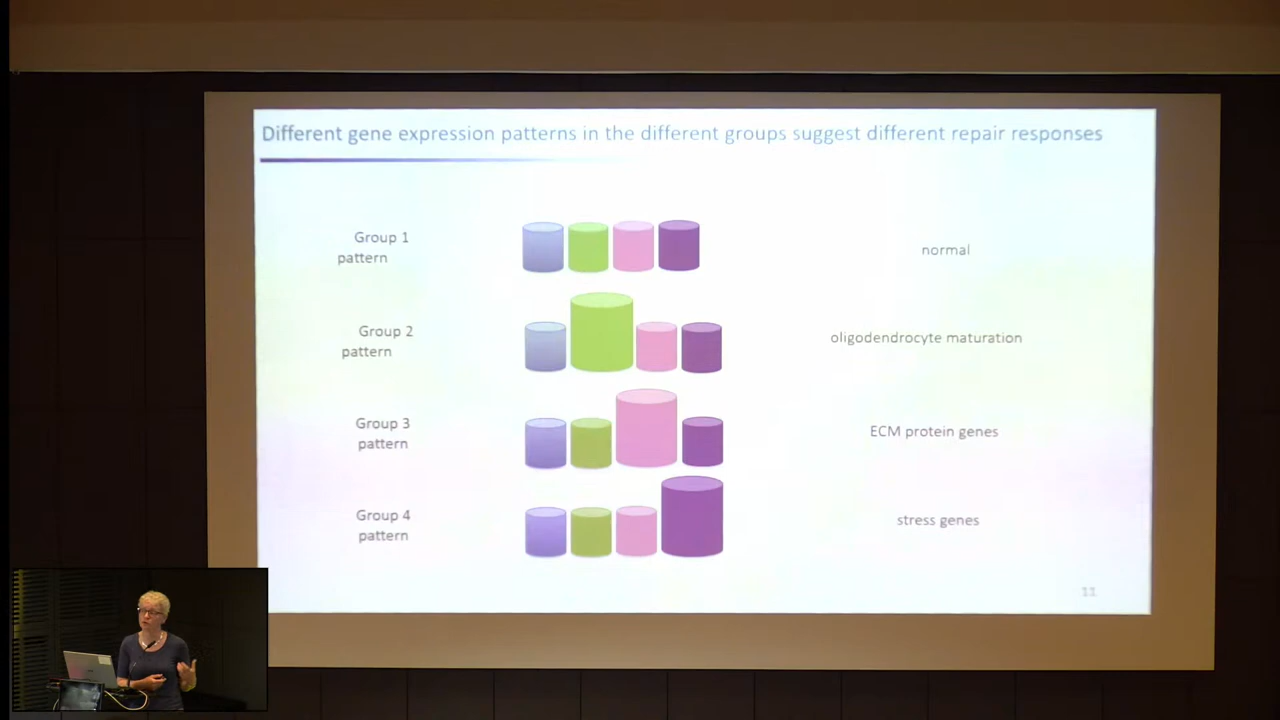 Different gene expression patterns in the different groups suggest different repair responses
Group 1
pattern
normal
Group 2
pattern
oligodendrocyte maturation
Group 3
pattern
ECM protein genes
Group 4
pattern
stress genes
11